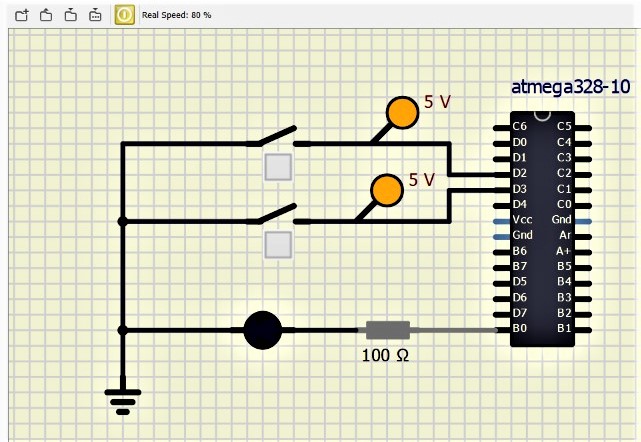 Real Speed: 80 %
atmega328-10
5 V
5 V
100 Ω
C6 C5
D0 C4
D1 C3
D2 C2
D3 C1
D4 C0
Vcc Gnd
Gnd Ar
B6 A+
B7 B5
D5 B4
D6 B3
D7 B2
B0 B1